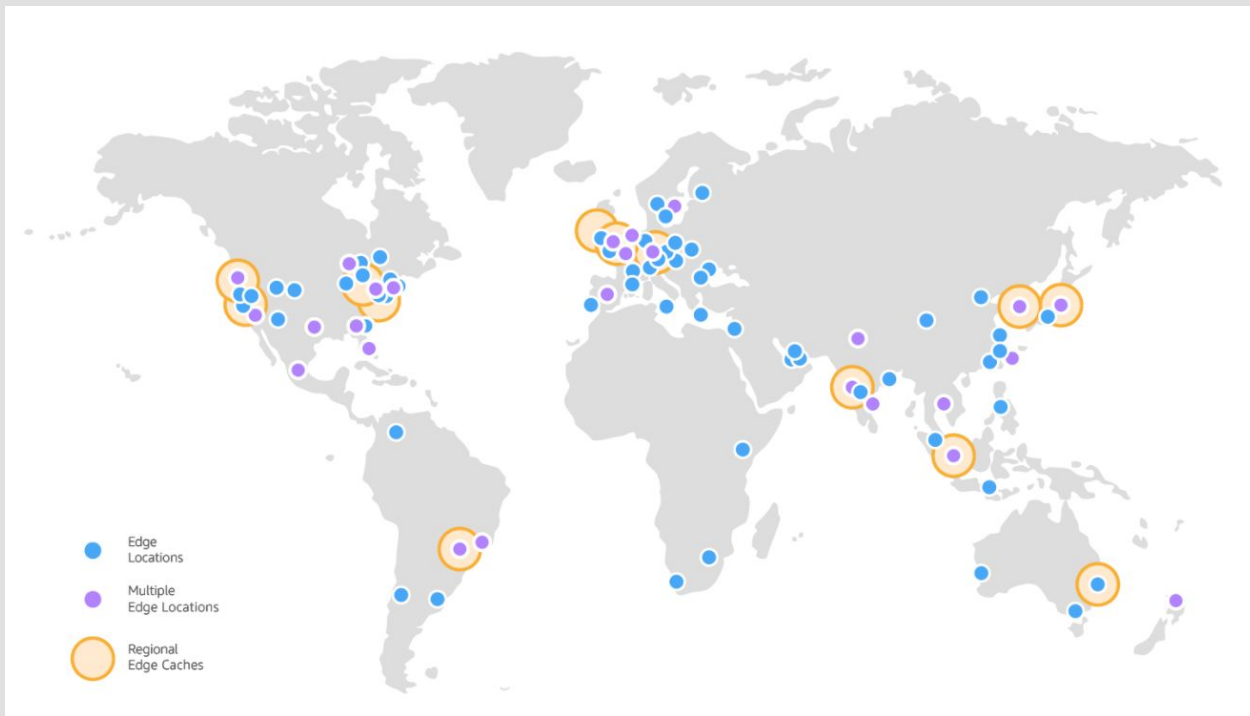 Edge
Locations
Multiple
Edge Locations
Regional
Edge Caches